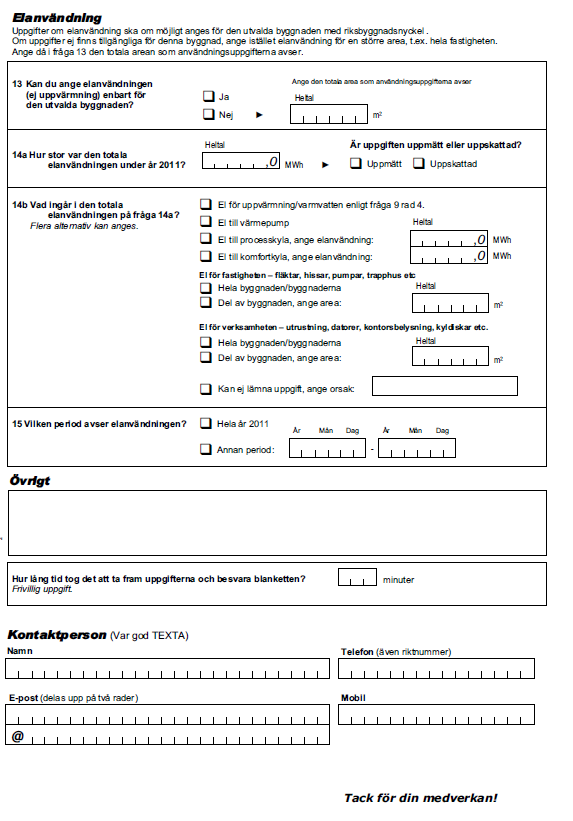 Elanvändning
Uppgifter om elanvändning ska om möjligt anges för den utvalda byggnaden med riksbyggnadsnyckel .
Om uppgifter ej finns tillgängliga för denna byggnad, ange istället elanvändning för en större area, t.ex. hela fastigheten.
Ange då i fråga 13 den totala arean som användningsuppgifterna avser.
13 Kan du ange elanvändningen
(ej uppvärmning) enbart för
den utvalda byggnaden?
Ja
Nej ►
Ange den totala area som användningsuppgifterna avser
Heltal
m²
14a Hur stor var den totala
elanvändningen under år 2011?
Heltal
,0 MWh ►
Är uppgiften uppmätt eller uppskattad?
Uppmätt Uppskattad
14b Vad ingår i den totala
elanvändningen på fråga 14a?
Flera alternativ kan anges.
El för uppvärmning/varmvatten enligt fråga 9 rad 4.
El till värmepump Heltal
El till processkyla, ange elanvändning: ,0 MWh
El till komfortkyla, ange elanvändning: ,0 MWh
El för fastigheten – fläktar, hissar, pumpar, trapphus etc
Hela byggnaden/byggnaderna Heltal
Del av byggnaden, ange area: m²
El för verksamheten – utrustning, datorer, kontorsbelysning, kyldiskar etc.
Hela byggnaden/byggnaderna Heltal
Del av byggnaden, ange area: m²
Kan ej lämna uppgift, ange orsak:
15 Vilken period avser elanvändningen?
Hela år 2011
År Mån Dag År Mån Dag
Annan period: -
Övrigt
Hur lång tid tog det att ta fram uppgifterna och besvara blanketten? minuter
Frivillig uppgift.
Kontaktperson (Var god TEXTA)
Namn Telefon (även riktnummer)
E-post (delas upp på två rader) Mobil
@
Tack för din medverkan!